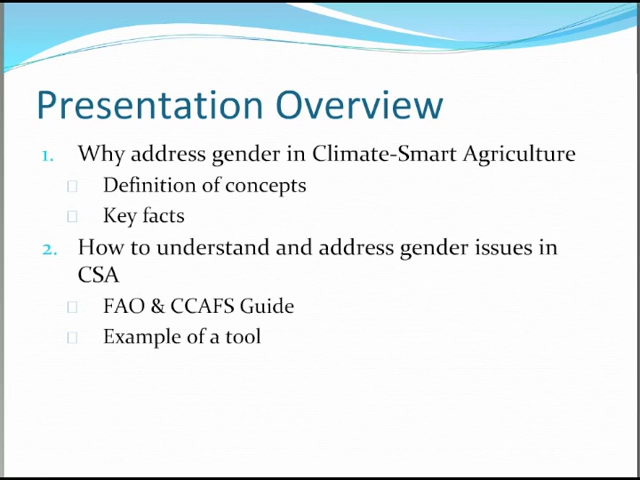 Presentation Overview
1. Why address gender in Climate-Smart Agriculture
Definition of concepts
Key facts
2. How to understand and address gender issues in
CSA
FAO & CCAFS Guide
Example of a tool